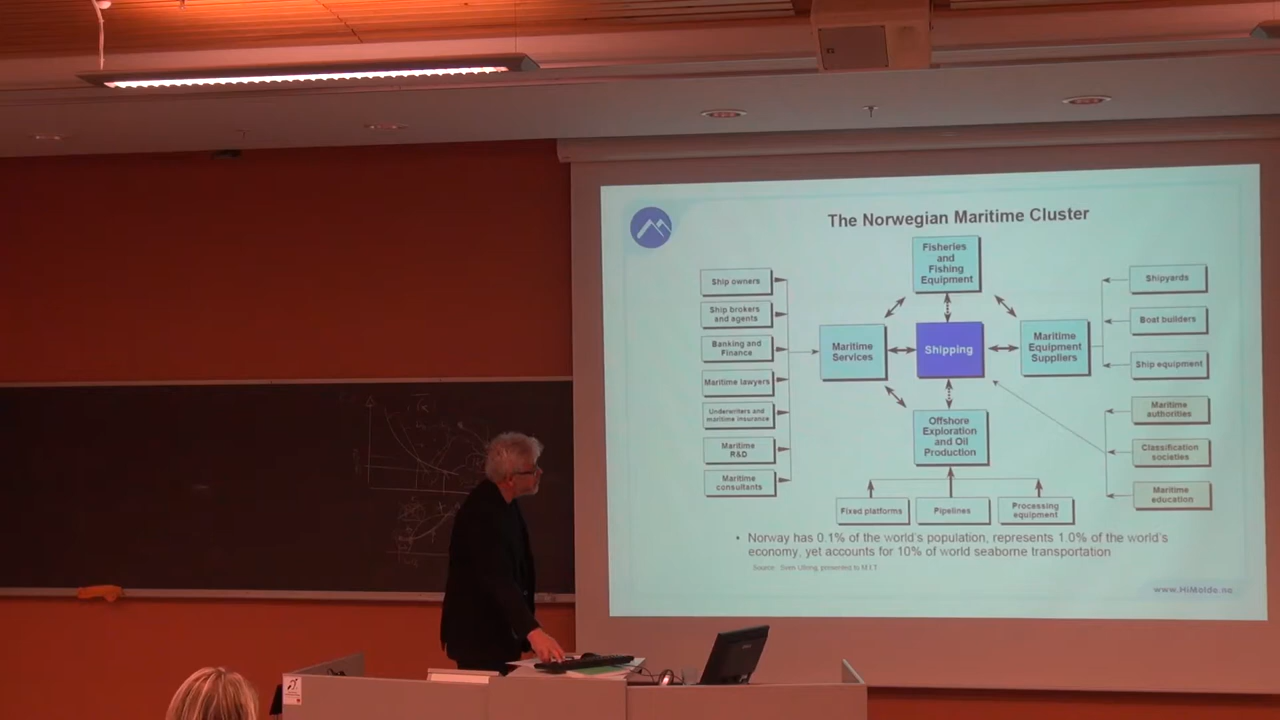 The Norwegian Maritime Cluster
Fisheries
and
Fishing
Equipment
Ship owners
Ship brokers
and agents
Banking and
Finance
Maritime lawyers
Underwriters and
maritime insurance
Maritime
R&D
Maritime
consultants
Maritime
Services
Shipping
Maritime
Equipment
Suppliers
Shipyards
Boat builders
Ship equipment
Maritime
authorities
Classification
societies
Maritime
education
Offshore
Exploration
and Oil
Production
Fixed platforms
Pipelines
Processing
equipment
• Norway has 0.1% of the world's population, represents 1.0% of the world's
economy, yet accounts for 10% of world seaborne transportation
Source: Sven presented to M.I.T.
www.HiMolde.no